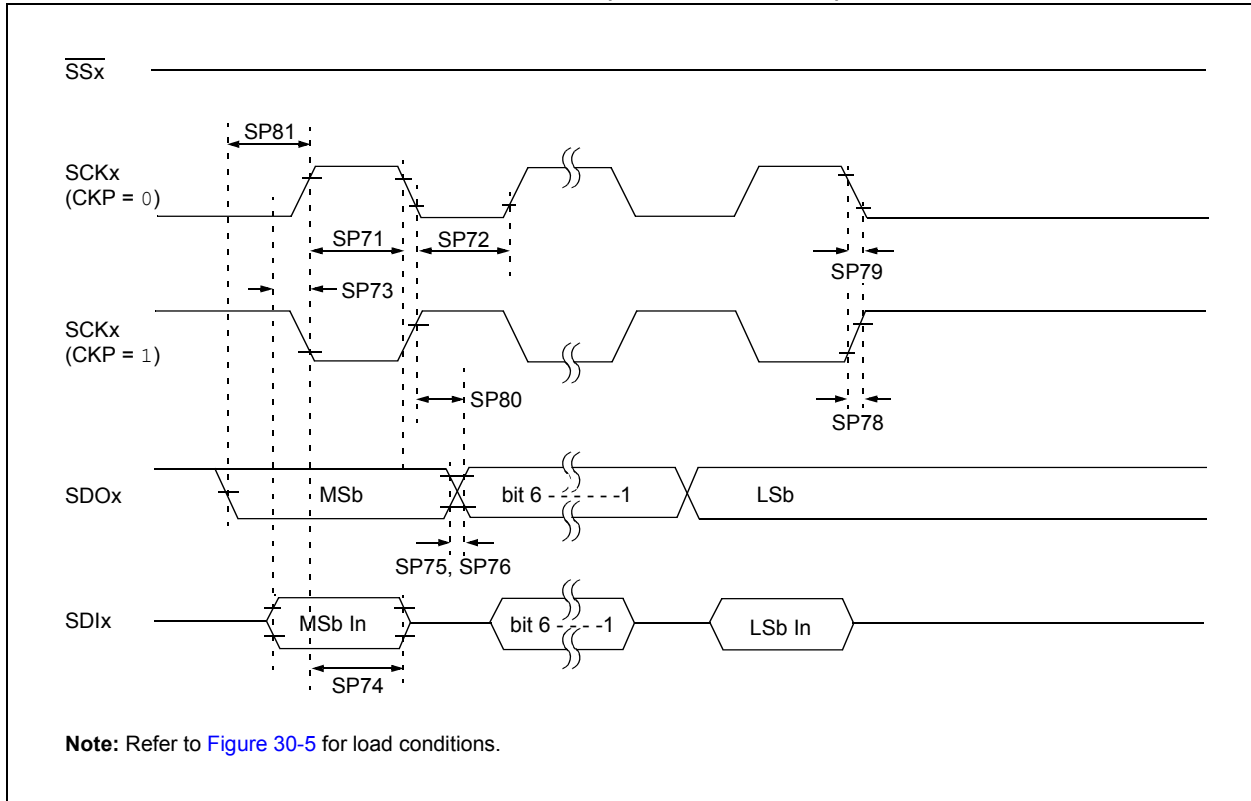 SSx
SP81
SCKx
(CKP = 0)
SP71
SP72
SP79
SP73
SCKx
(CKP = 1)
SP80
SP78
SDOx
MSb
bit 6 - - - - - -1
LSb
SP75, SP76
SDIx
MSb In
bit 6 - - - -1
LSb In
SP74
Note: Refer to Figure 30-5 for load conditions.